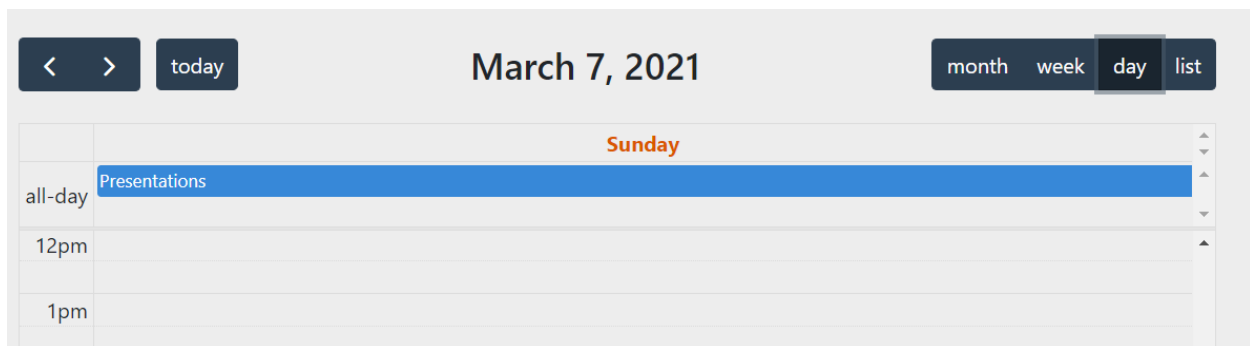 today
March 7, 2021
month week day list
Sunday
all-day
Presentations
12pm
1pm